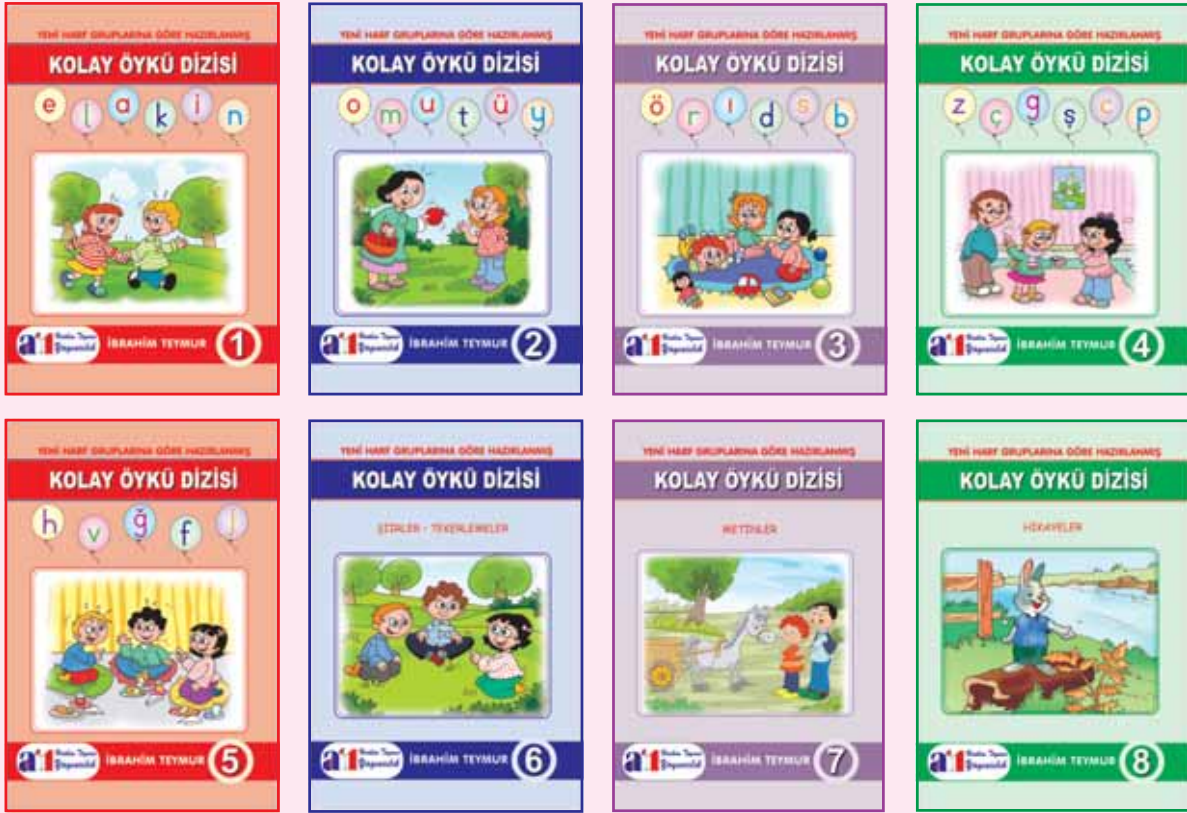 YENİ HARF GRUPLARINA GÖRE HAZIRLANMIŞ
KOLAY ÖYKÜ DİZİSİ
e l a k i n
İBRAHİM TEYMUR 1
YENİ HARF GRUPLARINA GÖRE HAZIRLANMIŞ
KOLAY ÖYKÜ DİZİSİ
o m u t ü y
İBRAHİM TEYMUR 2
YENİ HARF GRUPLARINA GÖRE HAZIRLANMIŞ
KOLAY ÖYKÜ DİZİSİ
ö r ı d s b
İBRAHİM TEYMUR 3
YENİ HARF GRUPLARINA GÖRE HAZIRLANMIŞ
KOLAY ÖYKÜ DİZİSİ
z ç g ş c p
İBRAHİM TEYMUR 4
YENİ HARF GRUPLARINA GÖRE HAZIRLANMIŞ
KOLAY ÖYKÜ DİZİSİ
h v ğ f j
İBRAHİM TEYMUR 5
YENİ HARF GRUPLARINA GÖRE HAZIRLANMIŞ
KOLAY ÖYKÜ DİZİSİ
ŞİİRLER - TEKERLEMELER
İBRAHİM TEYMUR 6
YENİ HARF GRUPLARINA GÖRE HAZIRLANMIŞ
KOLAY ÖYKÜ DİZİSİ
METİNLER
İBRAHİM TEYMUR 7
YENİ HARF GRUPLARINA GÖRE HAZIRLANMIŞ
KOLAY ÖYKÜ DİZİSİ
HİKAYELER
İBRAHİM TEYMUR 8